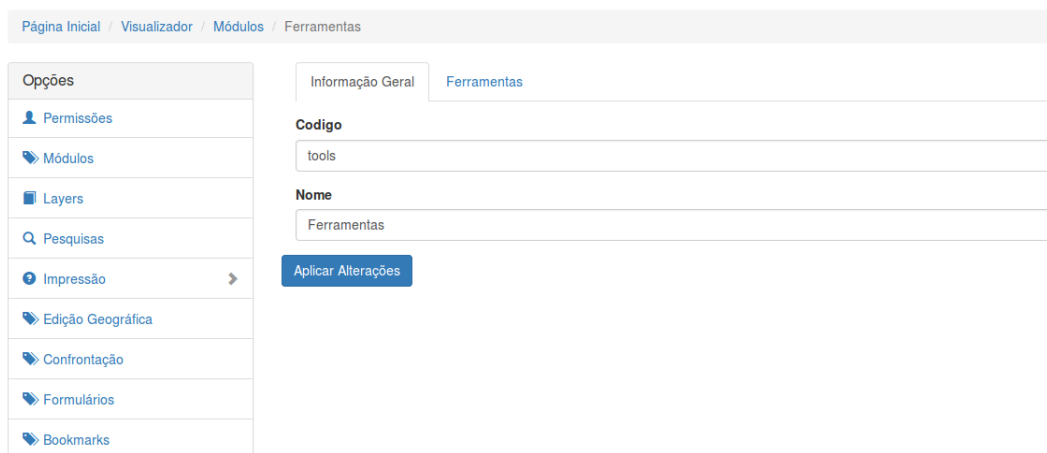 Página Inicial / Visualizador / Módulos / Ferramentas
Opções
Permissões
Módulos
Layers
Pesquisas
Impressão
Edição Geográfica
Confrontação
Formulários
Bookmarks
Informação Geral Ferramentas
Codigo
tools
Nome
Ferramentas
Aplicar Alterações